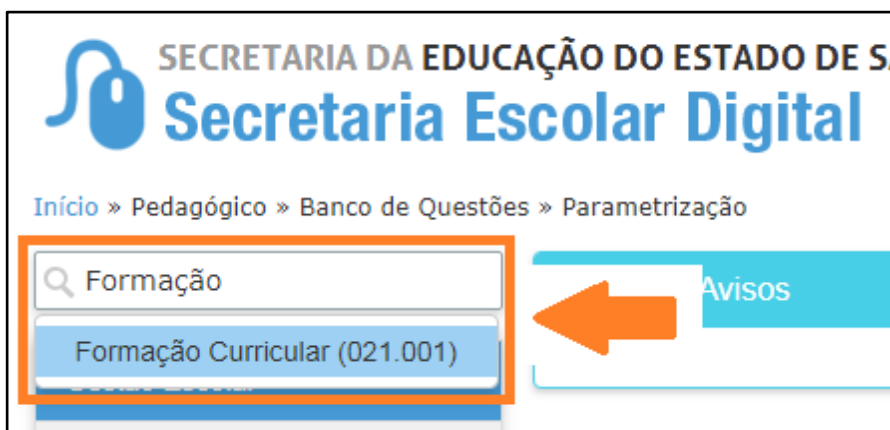 SECRETARIA DA EDUCAÇÃO DO ESTADO DE
Secretaria Escolar Digital
Início » Pedagógico » Banco de Questões » Parametrização
Formação
Avisos
Formação Curricular (021.001)